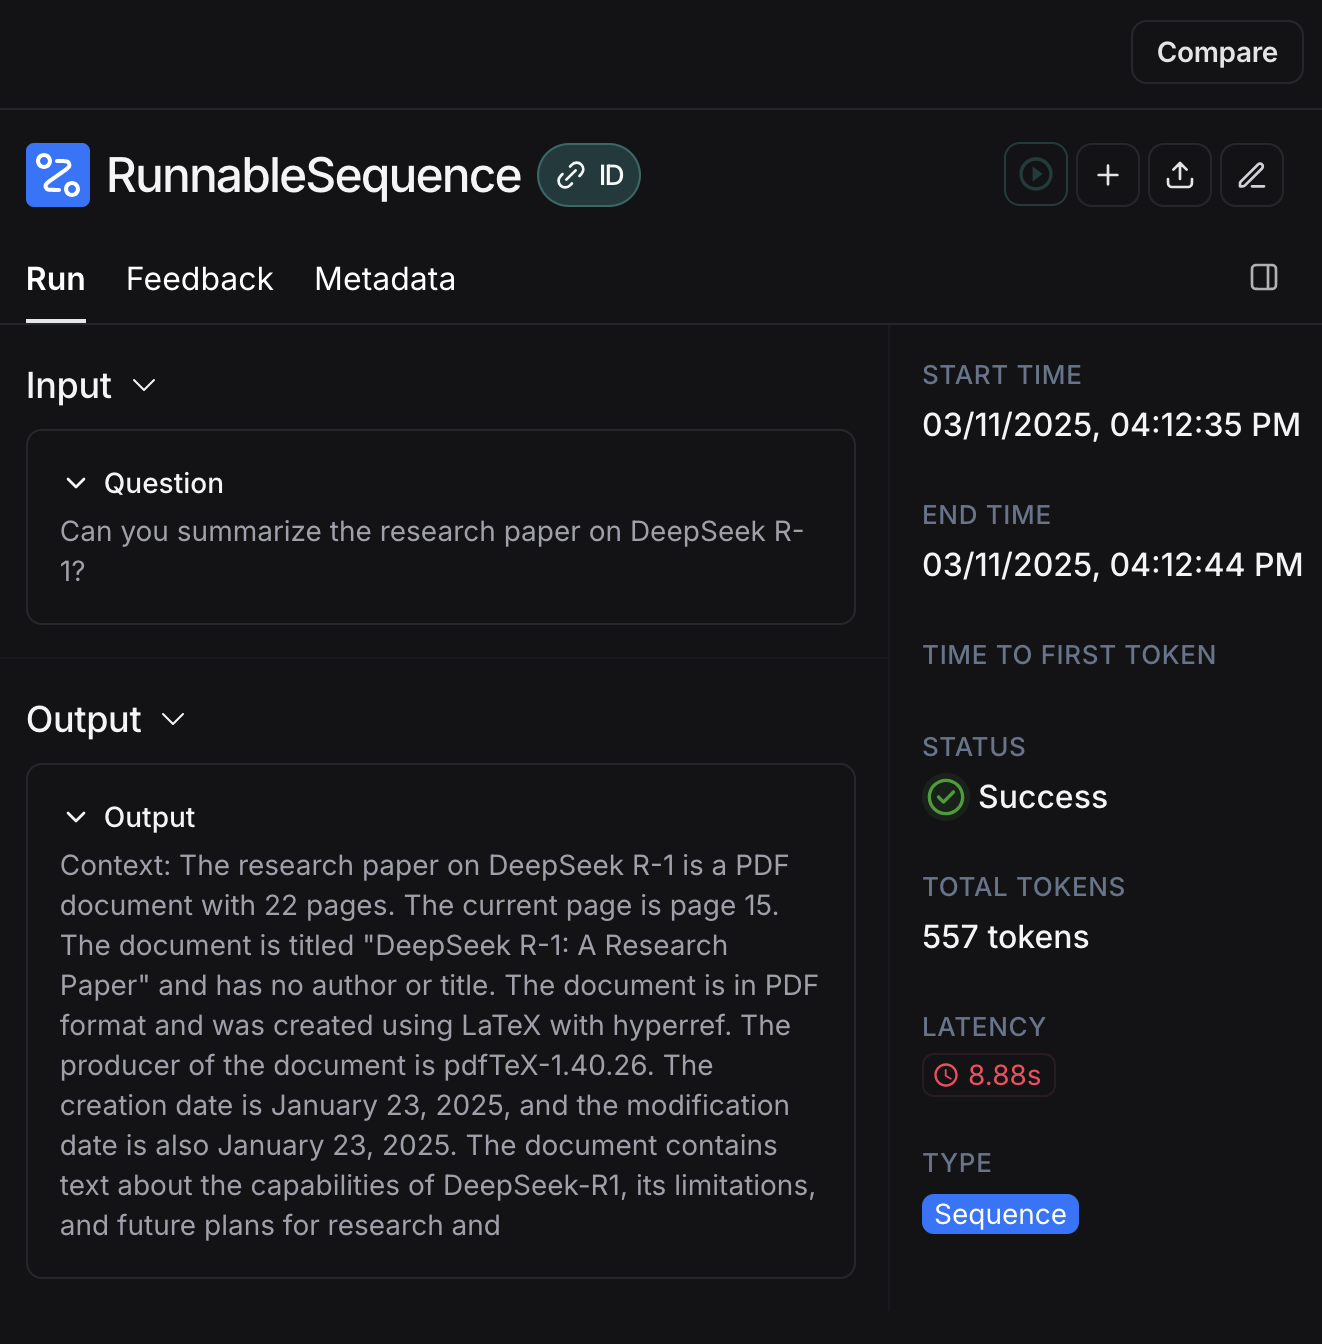 Compare
RunnableSequence
ID
Run
Feedback
Metadata
Input
Question
Can you summarize the research paper on DeepSeek R-
1?
Output
Output
Context: The research paper on DeepSeek R-1 is a PDF
document with 22 pages. The current page is page 15.
The document is titled "DeepSeek R-1: A Research
Paper" and has no author or title. The document is in PDF
format and was created using LaTeX with hyperref. The
producer of the document is pdfTeX-1.40.26. The
creation date is January 23, 2025, and the modification
date is also January 23, 2025. The document contains
text about the capabilities of DeepSeek-R1, its limitations,
and future plans for research and
START TIME
03/11/2025, 04:12:35 PM
END TIME
03/11/2025, 04:12:44 PM
TIME TO FIRST TOKEN
STATUS
Success
TOTAL TOKENS
557 tokens
LATENCY
8.88s
TYPE
Sequence